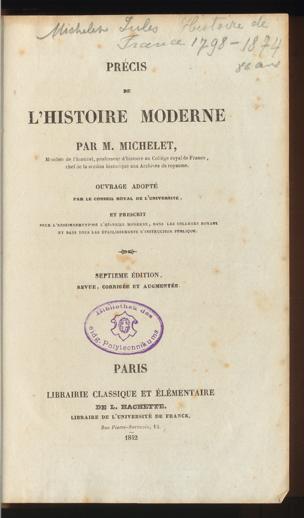 Michelet Jules Histoire de
France 1798-1874
86 ans
PRÉCIS
DE
L'HISTOIRE MODERNE
PAR M. MICHELET,
Membre de l'Institut, professeur d'histoire au Collége royal de France,
chef de la section historique aux Archives du royaume.
OUVRAGE ADOPTÉ
PAR LE CONSEIL ROYAL DE L'UNIVERSITÉ,
ET PRESCRIT
POUR L'ENSEIGNEMENT DE L'HISTOIRE MODERNE, DANS LES COLLÉGES ROYAUX
ET DANS TOUS LES ÉTABLISSEMENTS D'INSTRUCTION PUBLIQUE.
SEPTIÈME ÉDITION,
REVUE, CORRIGÉE ET AUGMENTÉE.
Bibliothek des
eidg. Polytechnikums
PARIS
LIBRAIRIE CLASSIQUE ET ÉLÉMENTAIRE
DE L. HACHETTE,
LIBRAIRE DE L'UNIVERSITÉ DE FRANCE,
Rue Pierre-Sarrazin, 12.
1842